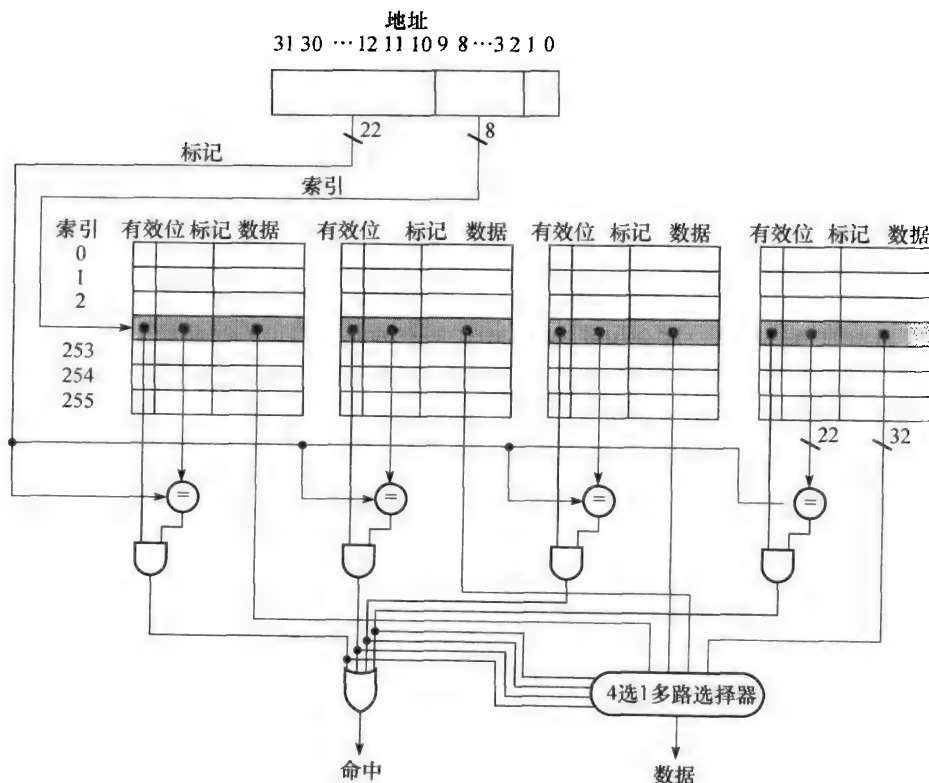 地址
31 30 ···12 11 10 9 8···3 2 1 0
22
8
标记
索引
索引 有效位 标记 数据 有效位 标记 数据 有效位 标记 数据 有效位 标记 数据
0
1
2
253
254
255
22
32
= = = =
4选1多路选择器
命中
数据